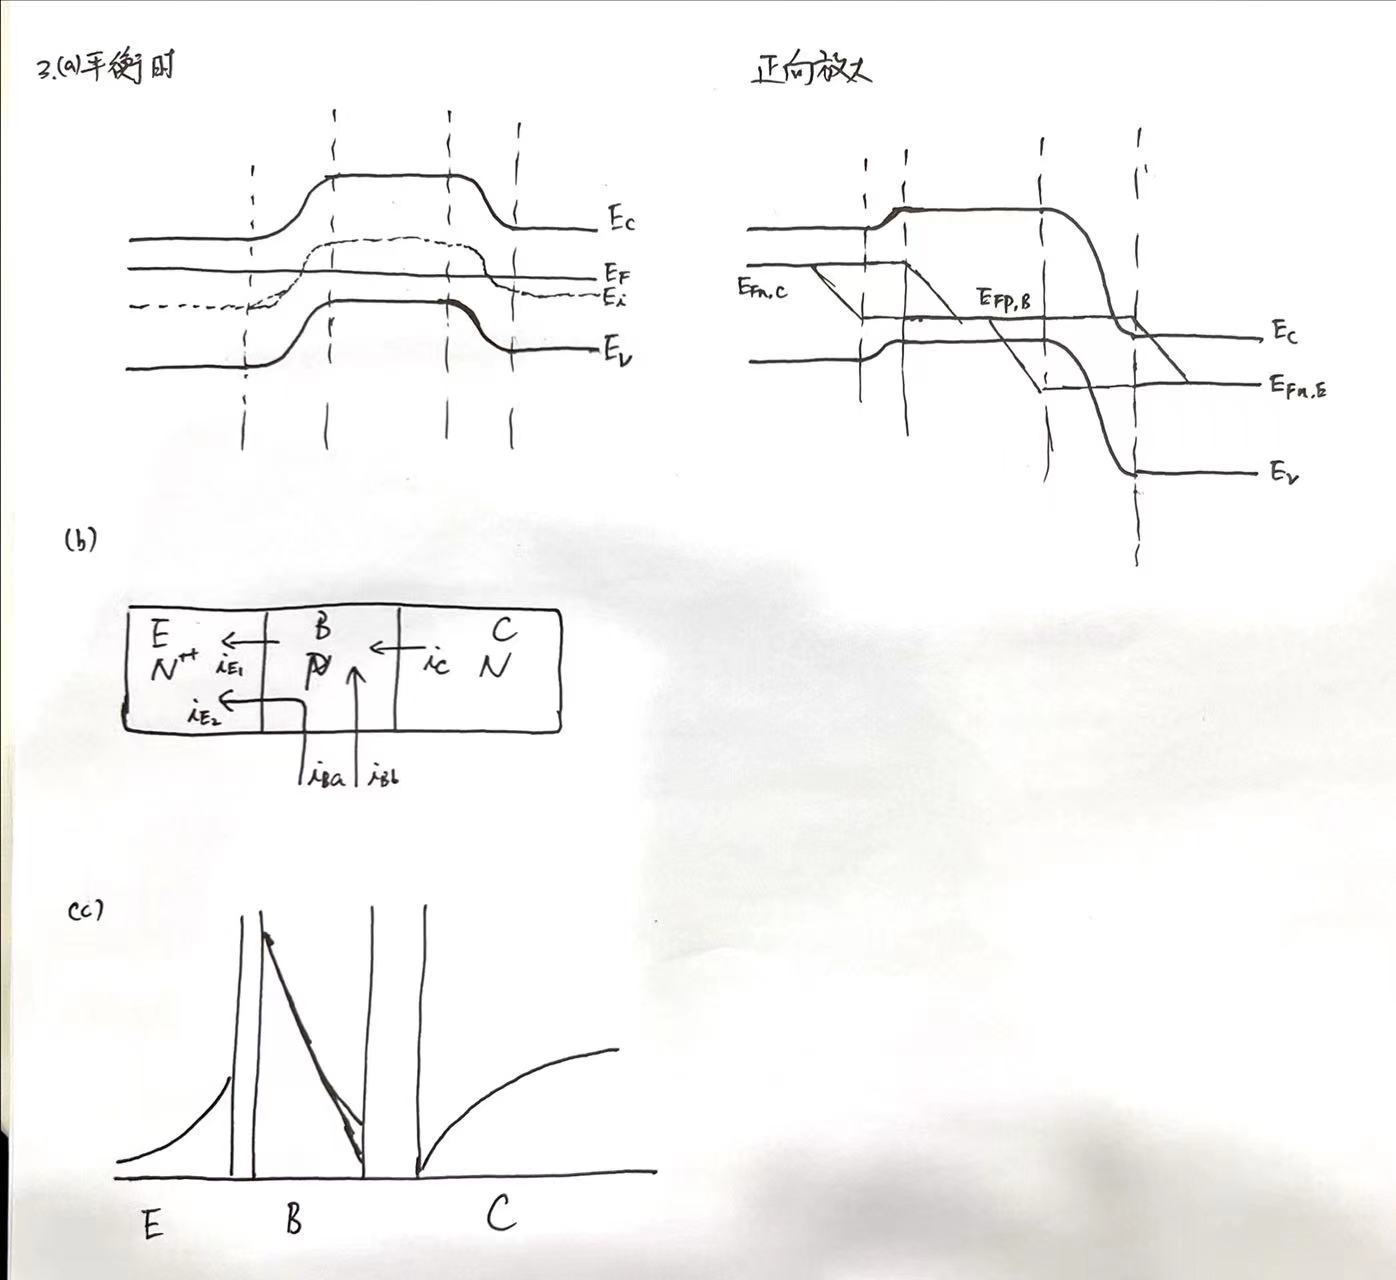 3.(a)平衡时
正向放大
Ec
EF
Ei
Ev
EFn,C
EFp,B
Ec
EFn,E
Ev
(b)
E B C
N++ iE1 P iC N
iE2
iBa iBb
(c)
E B C